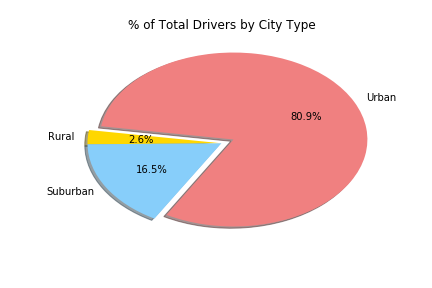 % of Total Drivers by City Type
Urban
80.9%
Rural
2.6%
16.5%
Suburban